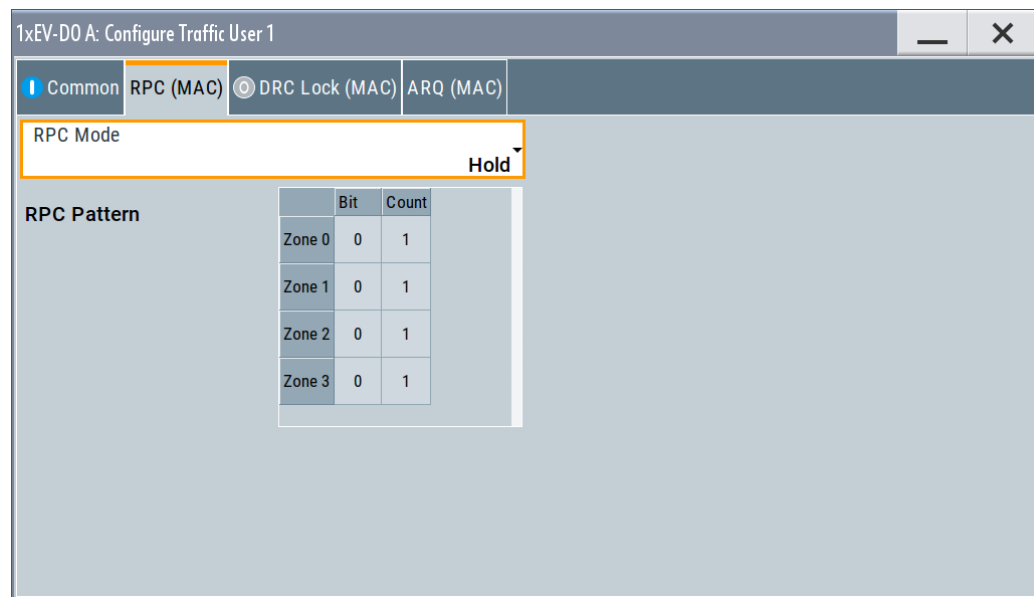 1xEV-DO A: Configure Traffic User 1
Common RPC (MAC) DRC Lock (MAC) ARQ (MAC)
RPC Mode
Hold
RPC Pattern
Bit Count
Zone 0 0 1
Zone 1 0 1
Zone 2 0 1
Zone 3 0 1